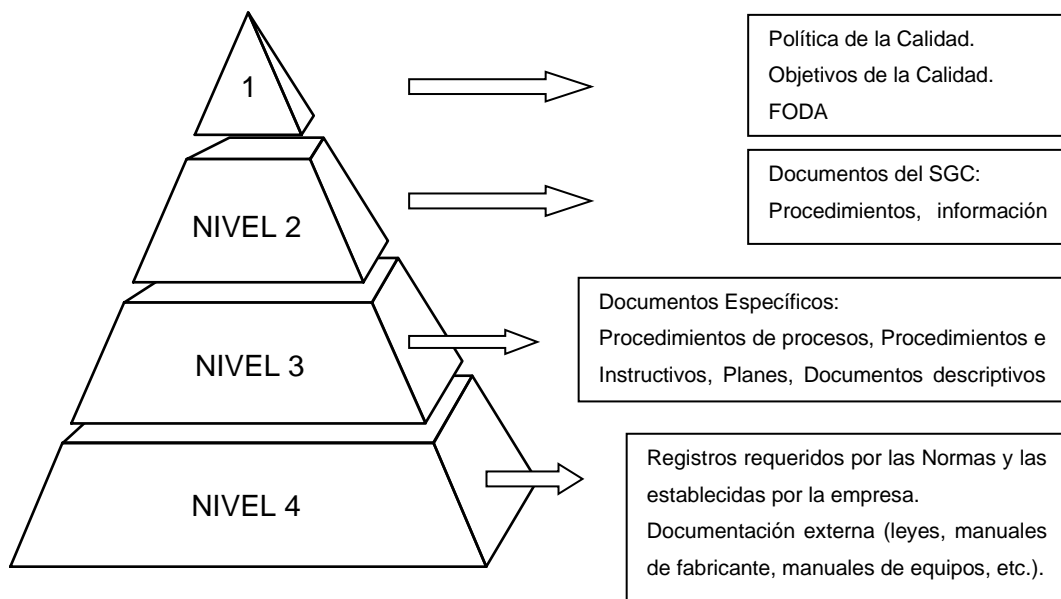 1
Política de la Calidad.
Objetivos de la Calidad.
FODA
NIVEL 2
Documentos del SGC:
Procedimientos, información
NIVEL 3
Documentos Específicos:
Procedimientos de procesos, Procedimientos e
Instructivos, Planes, Documentos descriptivos
NIVEL 4
Registros requeridos por las Normas y las
establecidas por la empresa.
Documentación externa (leyes, manuales
de fabricante, manuales de equipos, etc.).